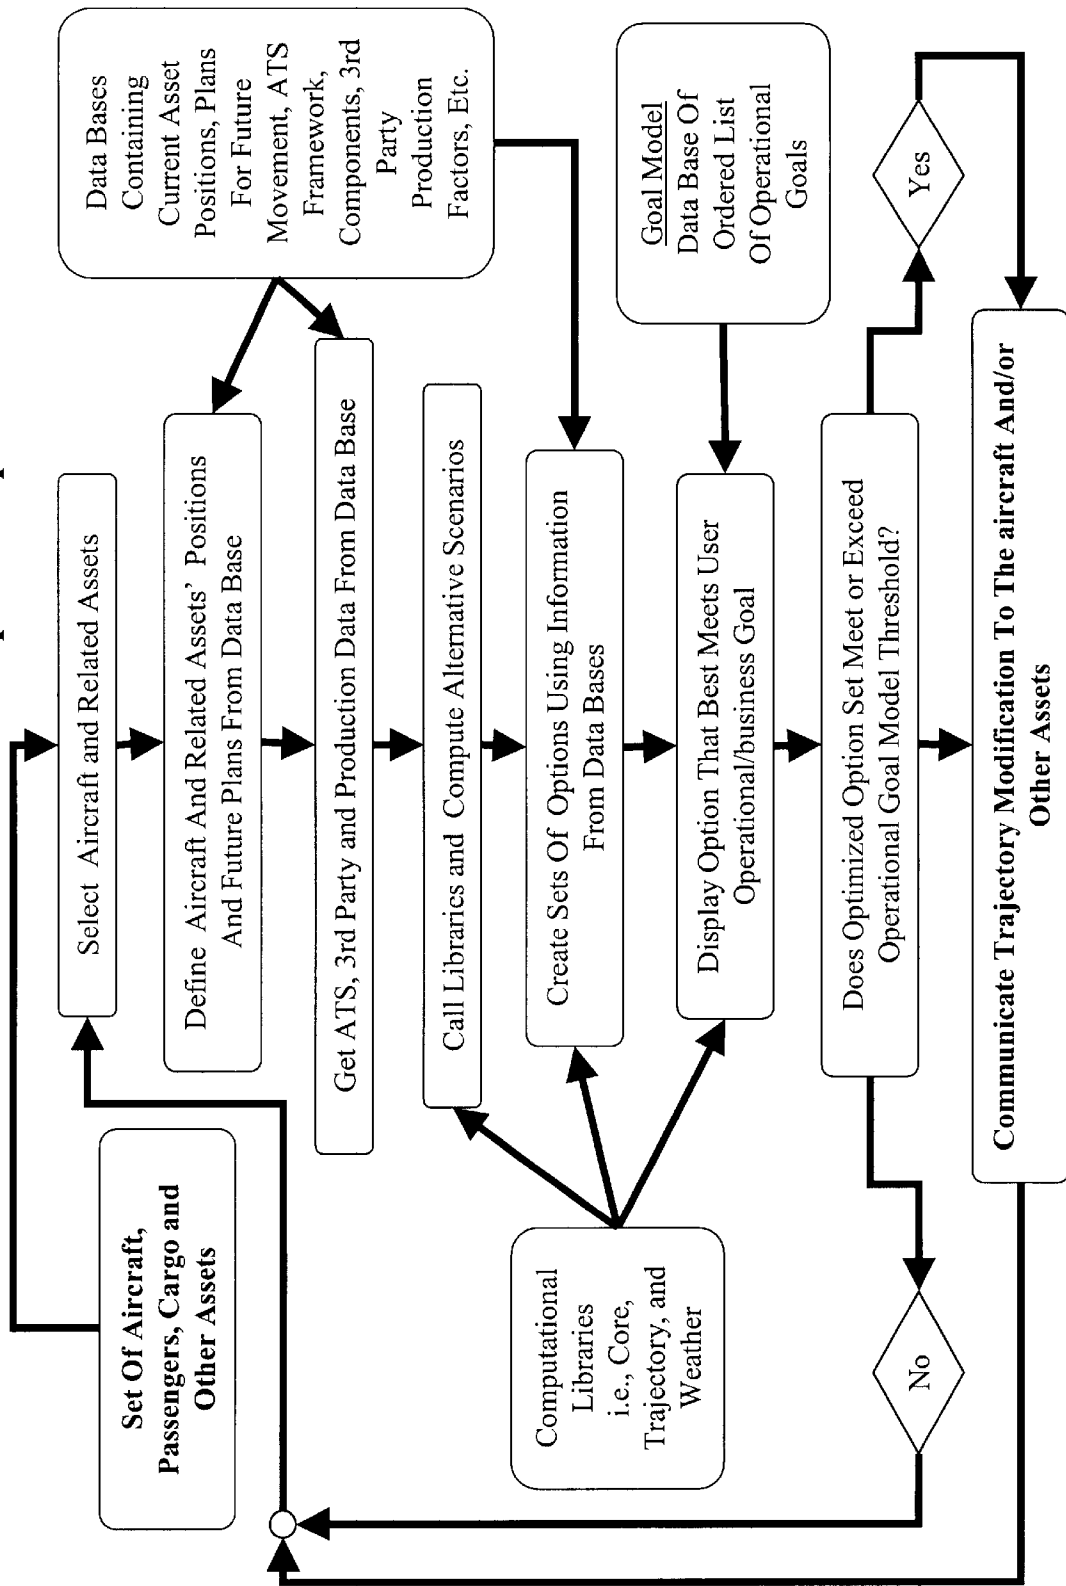 Set Of Aircraft,
Passengers, Cargo and
Other Assets
Select Aircraft and Related Assets
Define Aircraft And Related Assets' Positions
And Future Plans From Data Base
Get ATS, 3rd Party and Production Data From Data Base
Call Libraries and Compute Alternative Scenarios
Create Sets Of Options Using Information
From Data Bases
Display Option That Best Meets User
Operational/business Goal
Does Optimized Option Set Meet or Exceed
Operational Goal Model Threshold?
Communicate Trajectory Modification To The aircraft And/or
Other Assets
Data Bases
Containing
Current Asset
Positions, Plans
For Future
Movement, ATS
Framework,
Components, 3rd
Party
Production
Factors, Etc.
Goal Model
Data Base Of
Ordered List
Of Operational
Goals
Computational
Libraries
i.e., Core,
Trajectory, and
Weather
No
Yes